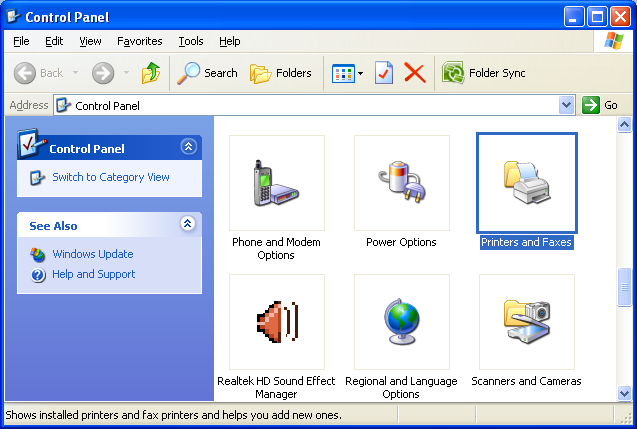 Control Panel
File Edit View Favorites Tools Help
Back Search Folders Folder Sync
Address Control Panel Go
Control Panel
Switch to Category View
See Also
Windows Update
Help and Support
Phone and Modem
Options
Power Options
Printers and Faxes
Realtek HD Sound Effect
Manager
Regional and Language
Options
Scanners and Cameras
Shows installed printers and fax printers and helps you add new ones.